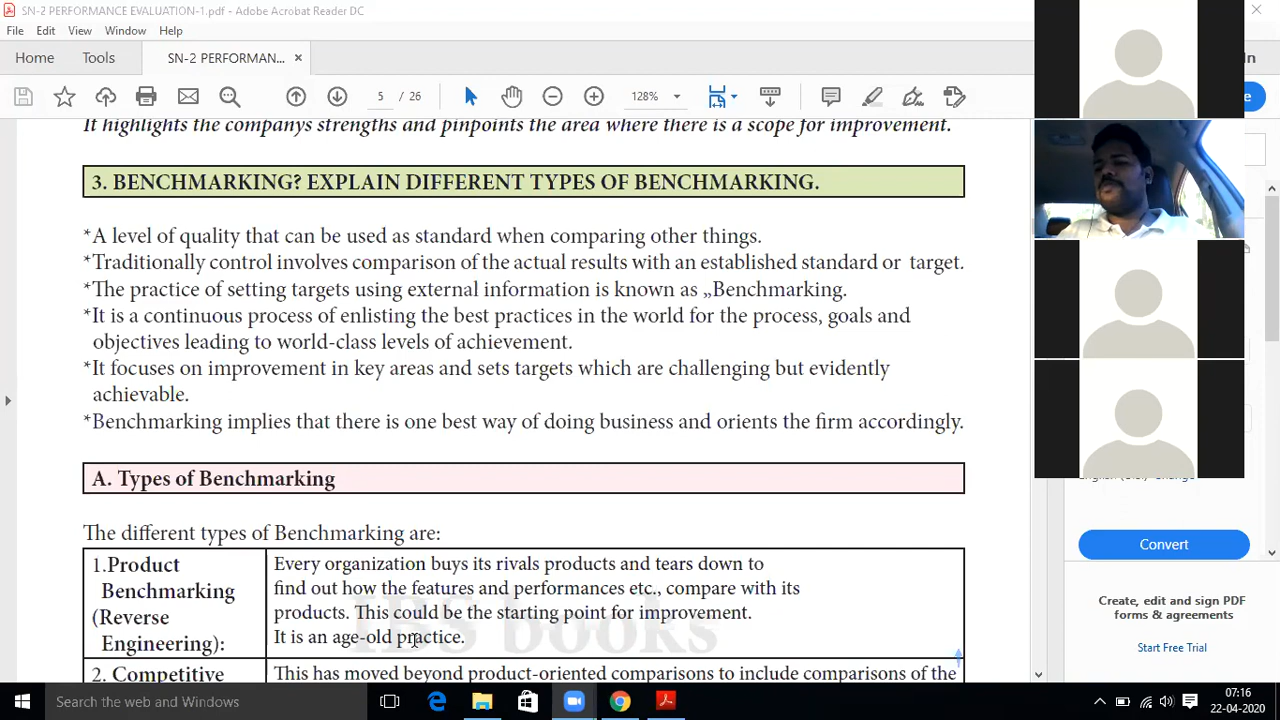 SN-2 PERFORMANCE EVALUATION-1.pdf - Adobe Acrobat Reader DC
File Edit View Window Help
Home Tools SN-2 PERFORMAN... × In
5 / 26 128%
It highlights the companys strengths and pinpoints the area where there is a scope for improvement.
3. BENCHMARKING? EXPLAIN DIFFERENT TYPES OF BENCHMARKING.
*A level of quality that can be used as standard when comparing other things.
*Traditionally control involves comparison of the actual results with an established standard or target.
*The practice of setting targets using external information is known as „Benchmarking.
*It is a continuous process of enlisting the best practices in the world for the process, goals and
objectives leading to world-class levels of achievement.
*It focuses on improvement in key areas and sets targets which are challenging but evidently
achievable.
*Benchmarking implies that there is one best way of doing business and orients the firm accordingly.
A. Types of Benchmarking
The different types of Benchmarking are:
1.Product
Benchmarking
(Reverse
Engineering):
Every organization buys its rivals products and tears down to
find out how the features and performances etc., compare with its
products. This could be the starting point for improvement.
It is an age-old practice.
IBS books
2. Competitive
This has moved beyond product-oriented comparisons to include comparisons of the
Convert
Create, edit and sign PDF
forms & agreements
Start Free Trial
Search the web and Windows
07:16
22-04-2020